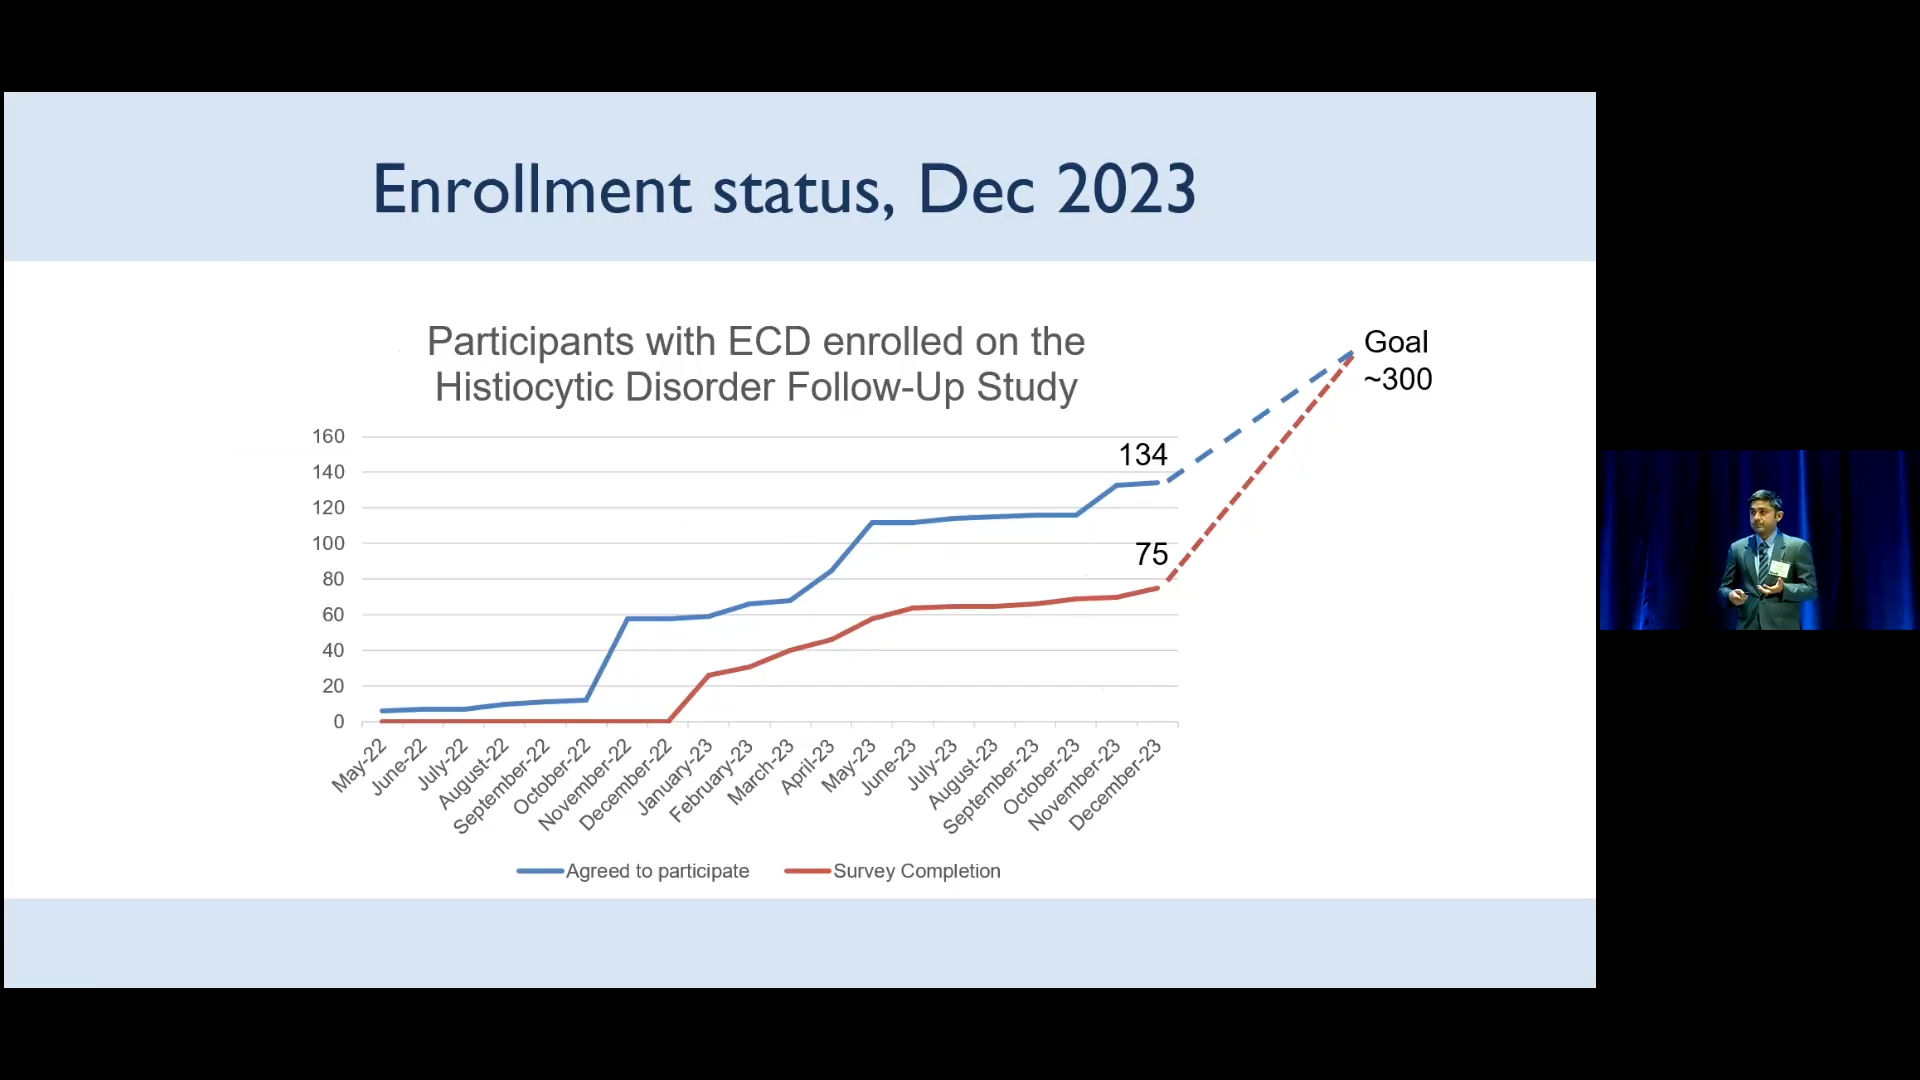 Enrollment status, Dec 2023
Participants with ECD enrolled on the
Histiocytic Disorder Follow-Up Study
Goal
~300
160
140
120
100
80
60
40
20
0
134
75
May-22
June-22
July-22
August-22
September-22
October-22
November-22
December-22
January-23
February-23
March-23
April-23
May-23
June-23
July-23
August-23
September-23
October-23
November-23
December-23
Agreed to participate
Survey Completion